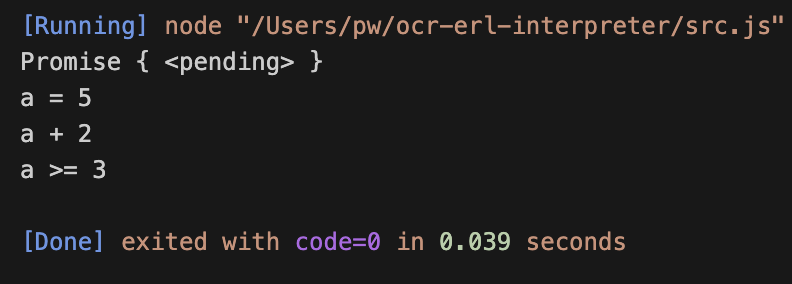 [Running] node "/Users/pw/ocr-erl-interpreter/src.js"
Promise { <pending> }
a = 5
a + 2
a >= 3
[Done] exited with code=0 in 0.039 seconds